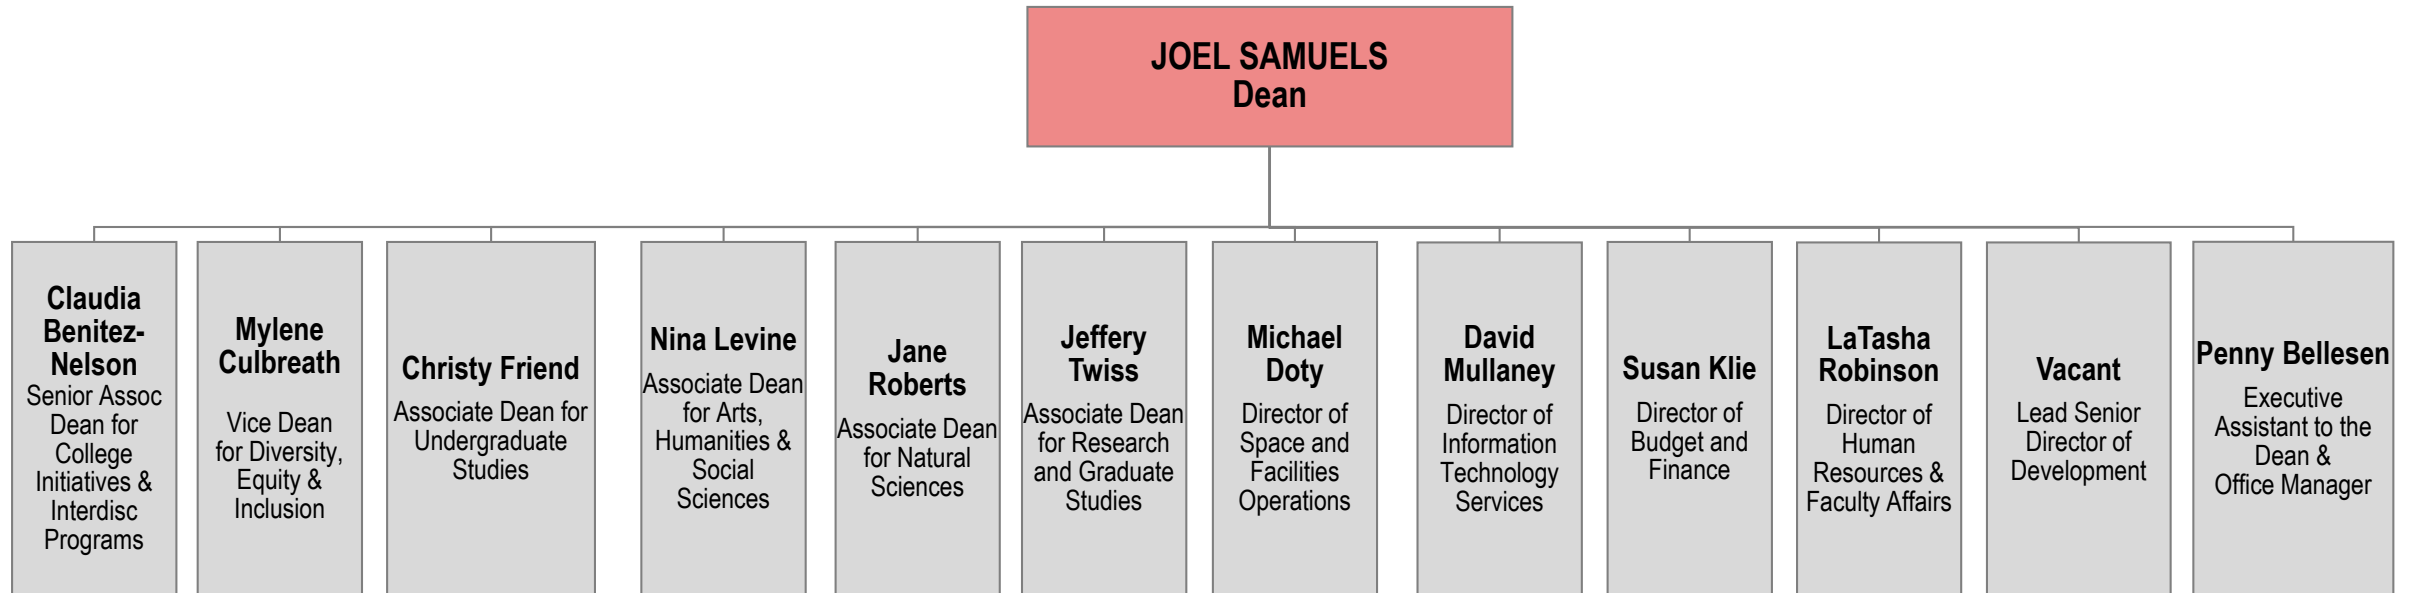 JOEL SAMUELS
Dean
Claudia
Benitez-
Nelson
Senior Assoc
Dean for
College
Initiatives &
Interdisc
Programs
Mylene
Culbreath
Vice Dean
for Diversity,
Equity &
Inclusion
Christy Friend
Associate Dean for
Undergraduate
Studies
Nina Levine
Associate Dean
for Arts,
Humanities &
Social
Sciences
Jane
Roberts
Associate Dean
for Natural
Sciences
Jeffery
Twiss
Associate Dean
for Research
and Graduate
Studies
Michael
Doty
Director of
Space and
Facilities
Operations
David
Mullaney
Director of
Information
Technology
Services
Susan Klie
Director of
Budget and
Finance
LaTasha
Robinson
Director of
Human
Resources &
Faculty Affairs
Vacant
Lead Senior
Director of
Development
Penny Bellesen
Executive
Assistant to the
Dean &
Office Manager